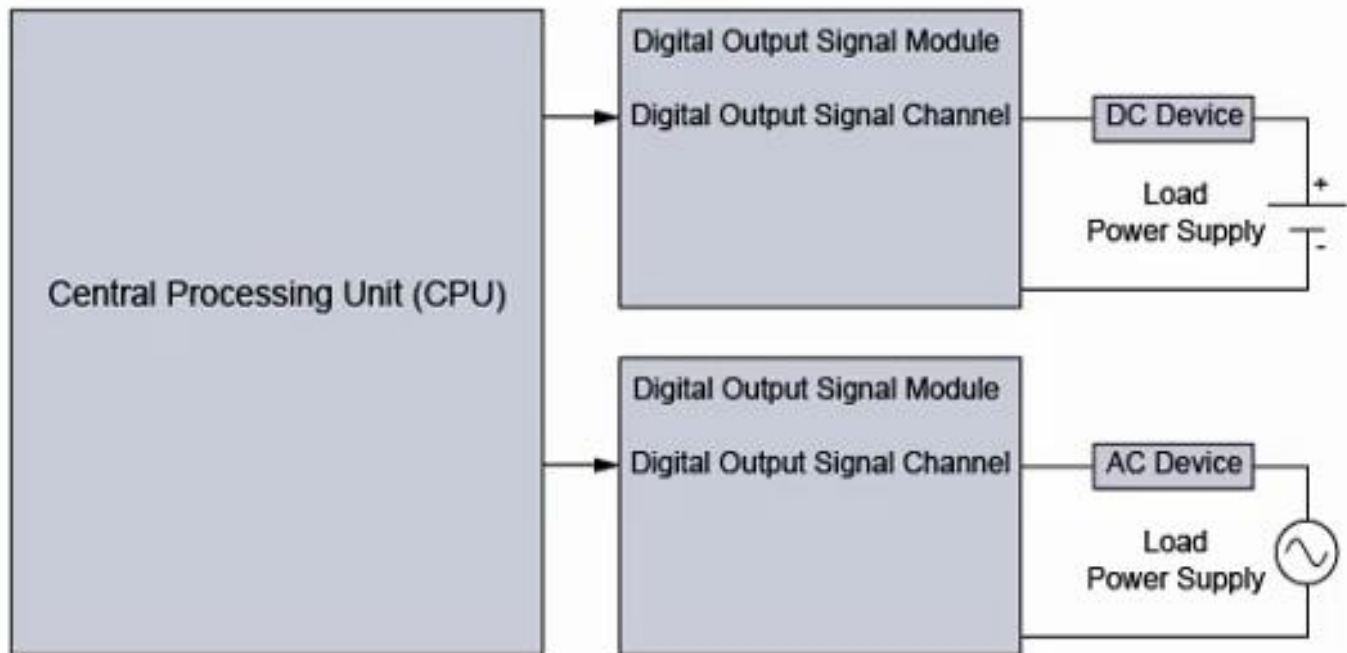 Central Processing Unit (CPU)
Digital Output Signal Module
Digital Output Signal Channel
DC Device
Load
Power Supply
+
-
Digital Output Signal Module
Digital Output Signal Channel
AC Device
Load
Power Supply